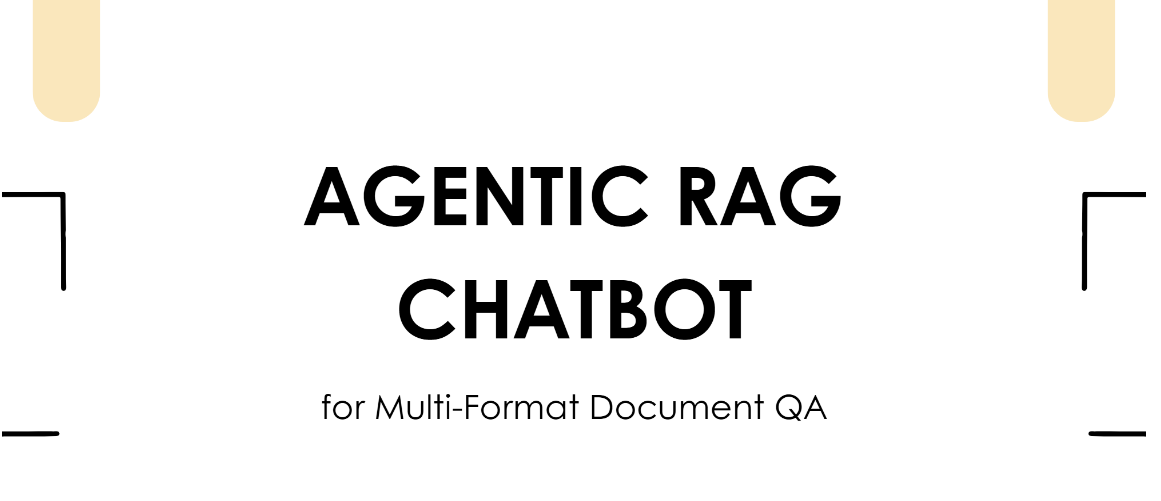 AGENTIC RAG
CHATBOT
for Multi-Format Document QA